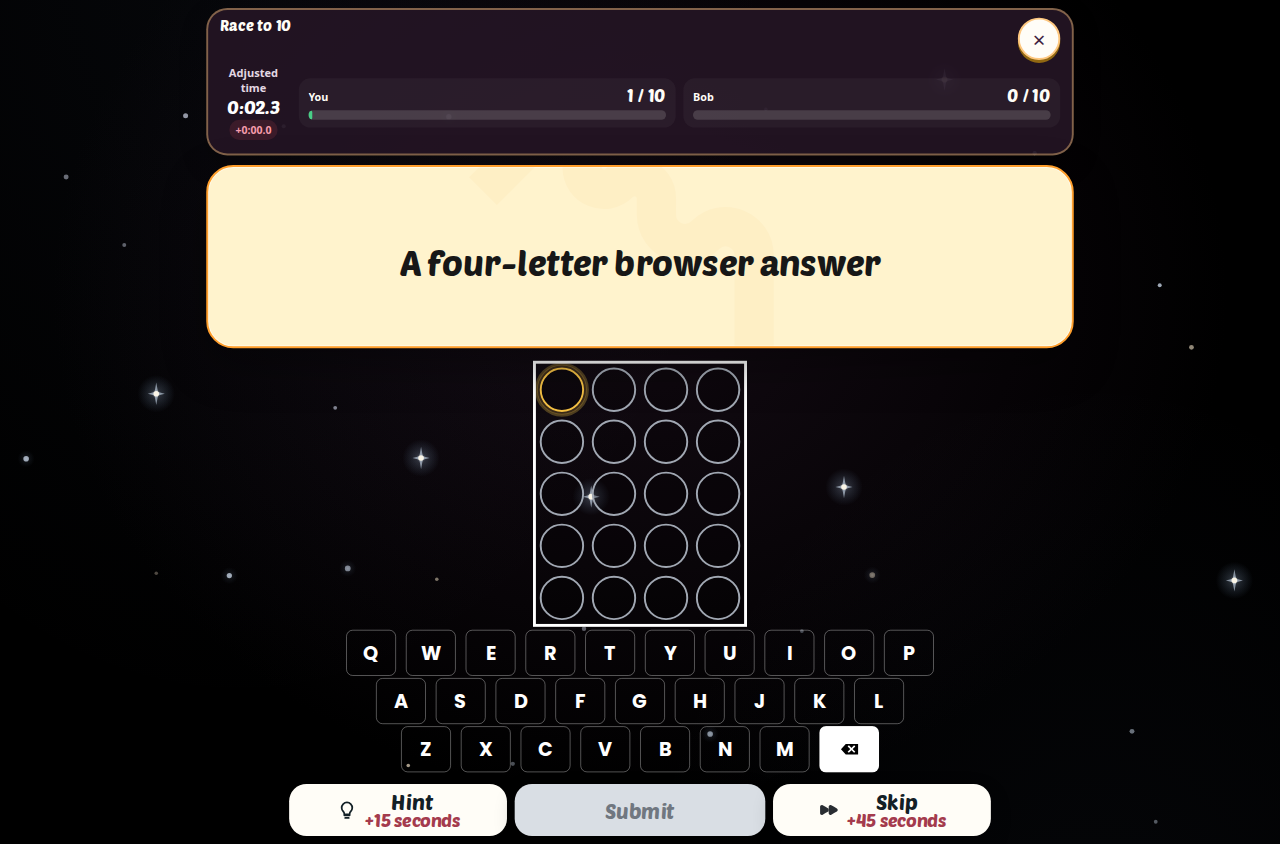 Race to 10
Adjusted
time
0:02.3
+0:00.0
You
1 / 10
Bob
0 / 10
A four-letter browser answer
Q W E R T Y U I O P
A S D F G H J K L
Z X C V B N M
Hint
+15 seconds
Submit
Skip
+45 seconds